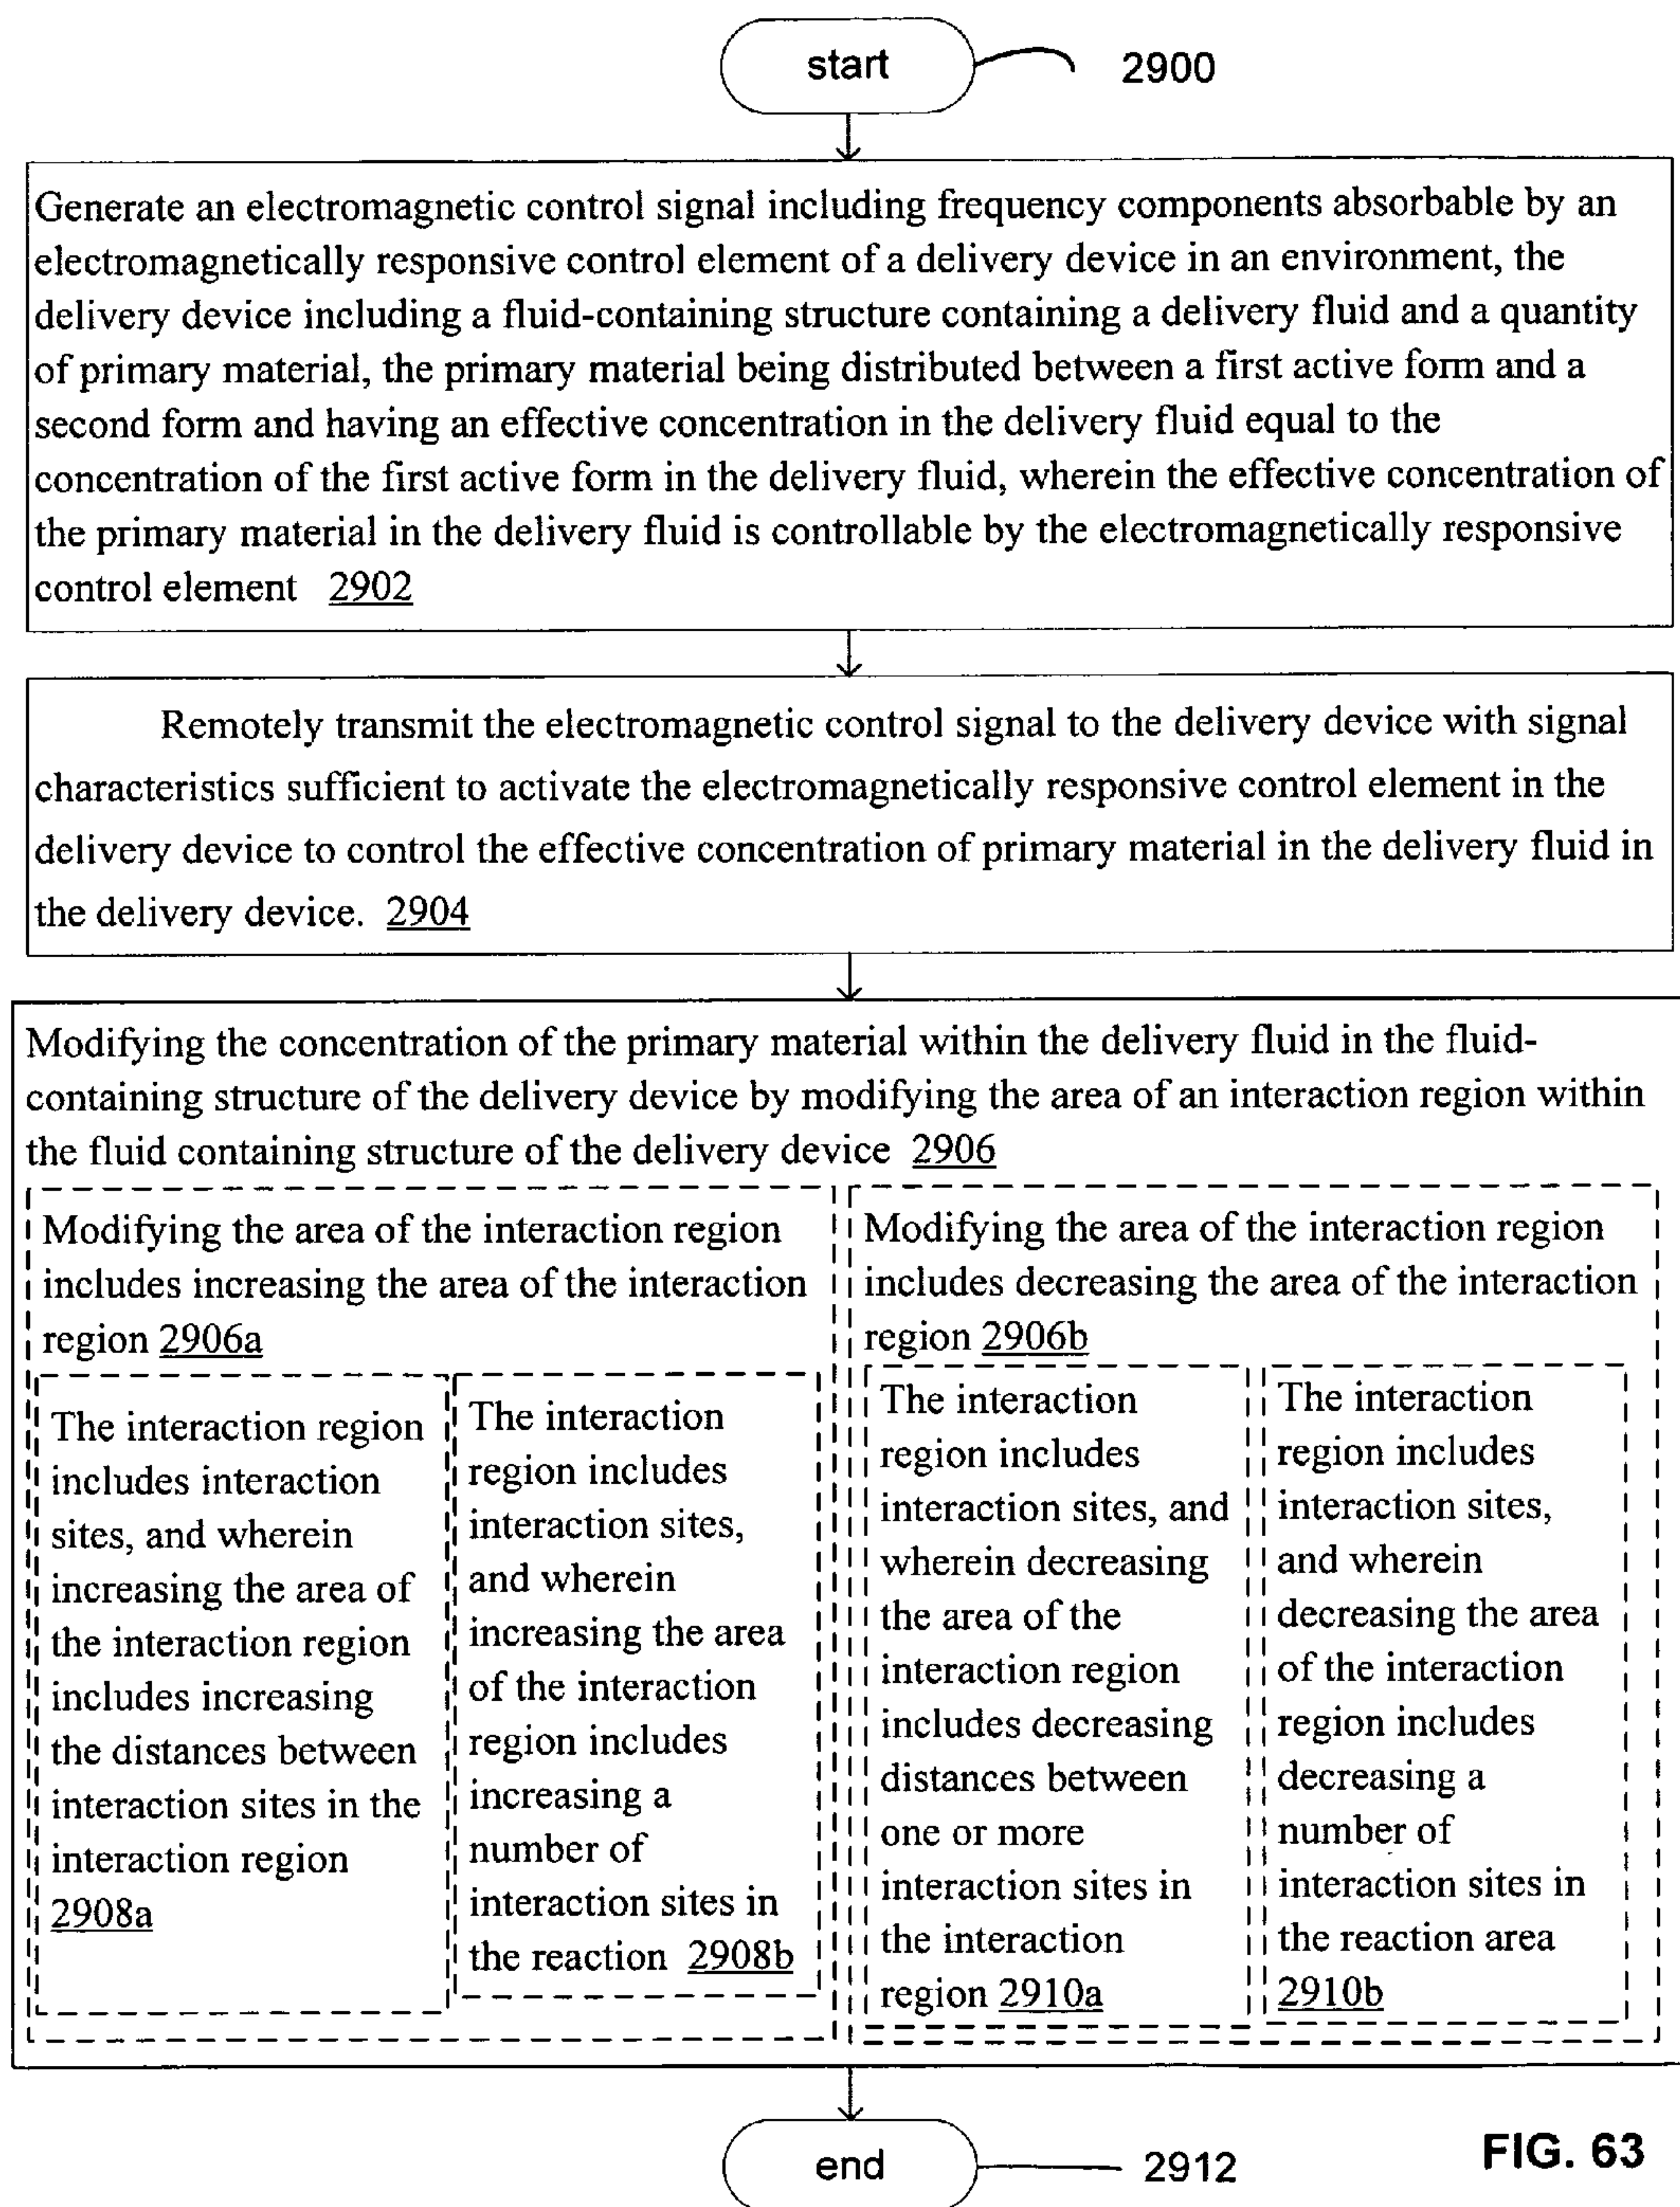 start
2900
Generate an electromagnetic control signal including frequency components absorbable by an
electromagnetically responsive control element of a delivery device in an environment, the
delivery device including a fluid-containing structure containing a delivery fluid and a quantity
of primary material, the primary material being distributed between a first active form and a
second form and having an effective concentration in the delivery fluid equal to the
concentration of the first active form in the delivery fluid, wherein the effective concentration of
the primary material in the delivery fluid is controllable by the electromagnetically responsive
control element 2902
Remotely transmit the electromagnetic control signal to the delivery device with signal
characteristics sufficient to activate the electromagnetically responsive control element in the
delivery device to control the effective concentration of primary material in the delivery fluid in
the delivery device. 2904
Modifying the concentration of the primary material within the delivery fluid in the fluid-
containing structure of the delivery device by modifying the area of an interaction region within
the fluid containing structure of the delivery device 2906
Modifying the area of the interaction region
includes increasing the area of the interaction
region 2906a
The interaction region
includes interaction
sites, and wherein
increasing the area of
the interaction region
includes increasing
the distances between
interaction sites in the
interaction region
2908a
The interaction
region includes
interaction sites,
and wherein
increasing the area
of the interaction
region includes
increasing a
number of
interaction sites in
the reaction 2908b
Modifying the area of the interaction region
includes decreasing the area of the interaction
region 2906b
The interaction
region includes
interaction sites, and
wherein decreasing
the area of the
interaction region
includes decreasing
distances between
one or more
interaction sites in
the interaction
region 2910a
The interaction
region includes
interaction sites,
and wherein
decreasing the area
of the interaction
region includes
decreasing a
number of
interaction sites in
the reaction area
2910b
end
2912
FIG. 63